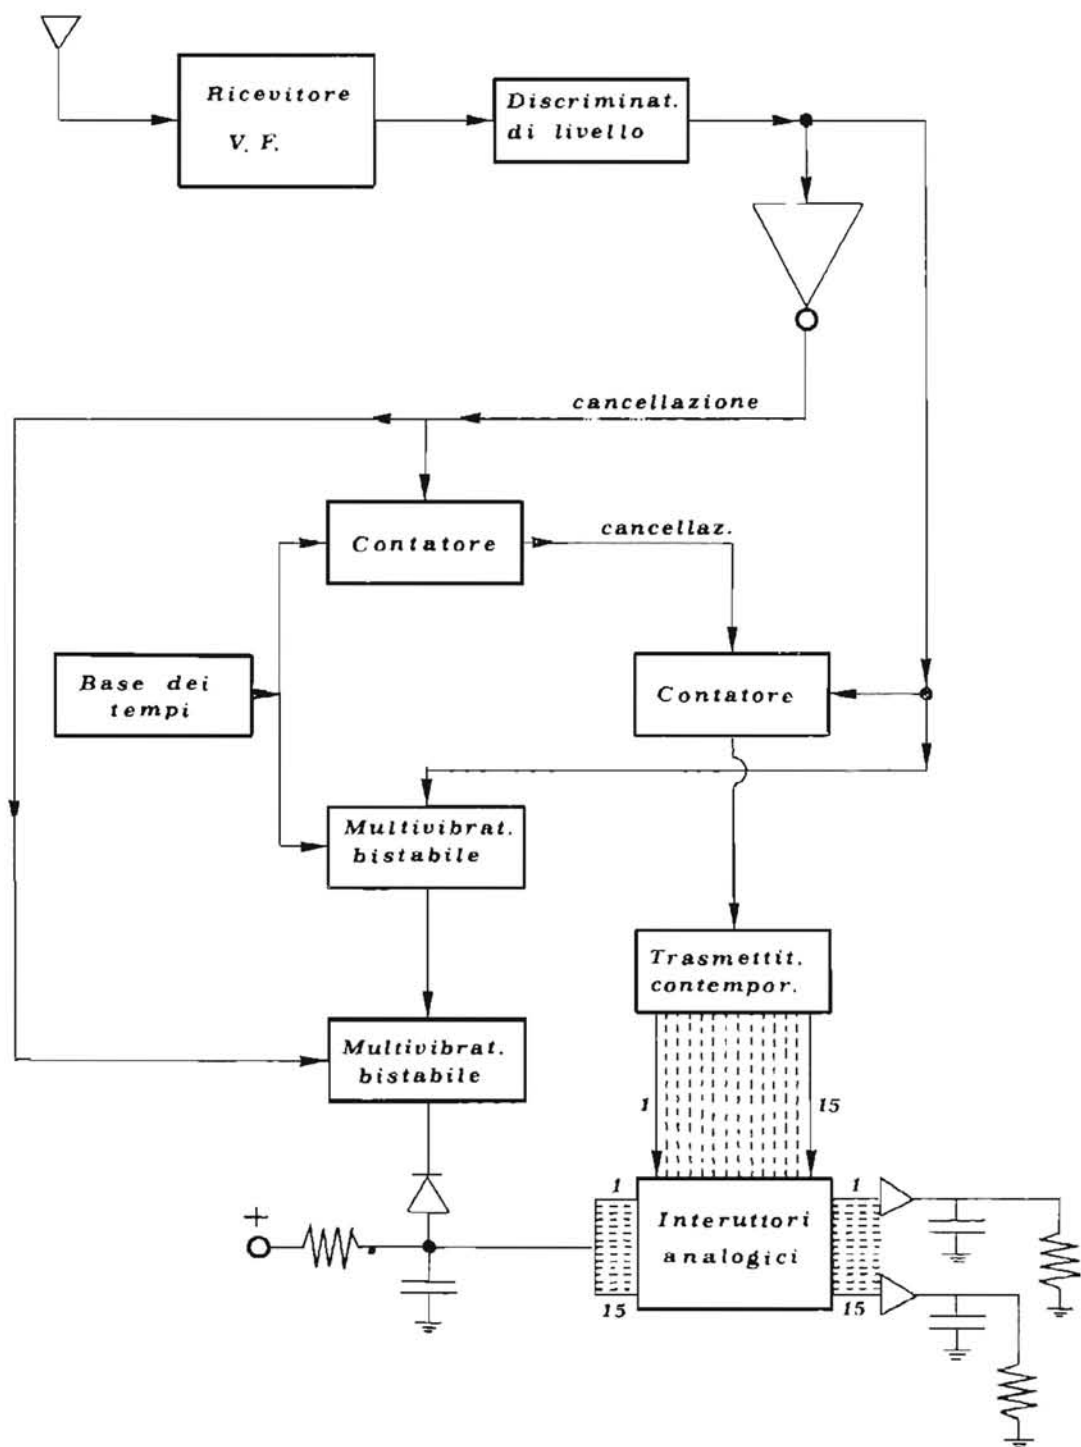 Ricevitore
V. F.
Discriminat.
di livello
cancellazione
Contatore
cancellaz.
Base dei
tempi
Contatore
Multivibrat.
bistabile
Trasmettit.
contempor.
Multivibrat.
bistabile
1
15
+
1
15
Interuttori
analogici
1
15